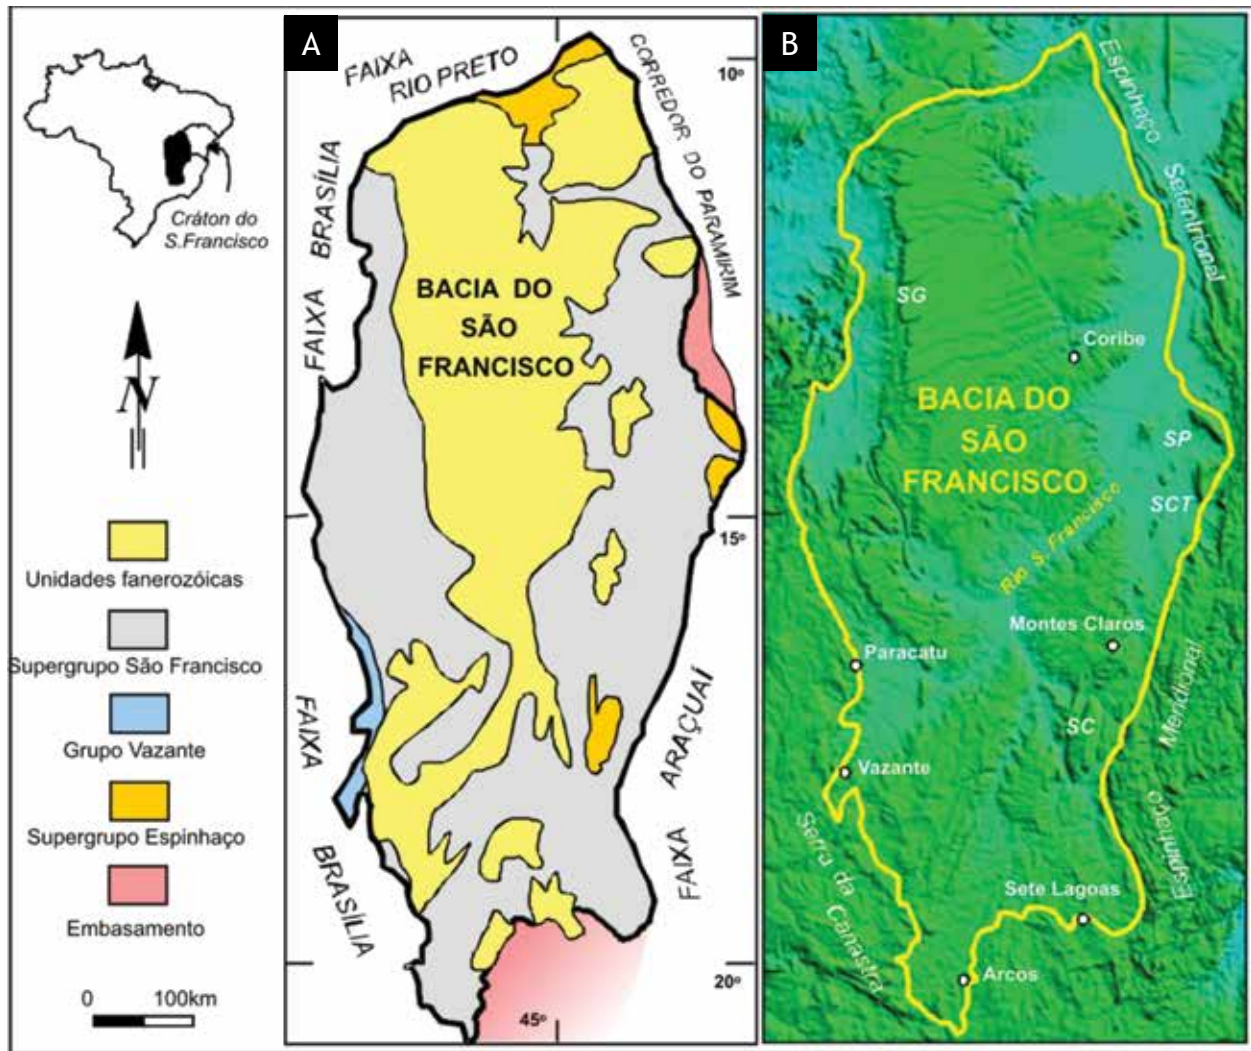 Cráton do
S.Francisco
N
Unidades fanerozóicas
Supergrupo São Francisco
Grupo Vazante
Supergrupo Espinhaço
Embasamento
0 100km
A
FAIXA
RIO PRETO
CORREDOR DO PARAMIRIM
10º
FAIXA BRASÍLIA
BACIA DO
SÃO
FRANCISCO
15º
FAIXA
BRASÍLIA
FAIXA ARAÇUAÍ
20º
45º
B
Espinhaço Setentrional
SG
Coribe
BACIA DO
SÃO
FRANCISCO
SP
SCT
Rio S. Francisco
Montes Claros
Paracatu
SC
Espinhaço Meridional
Vazante
Serra da Canastra
Sete Lagoas
Arcos